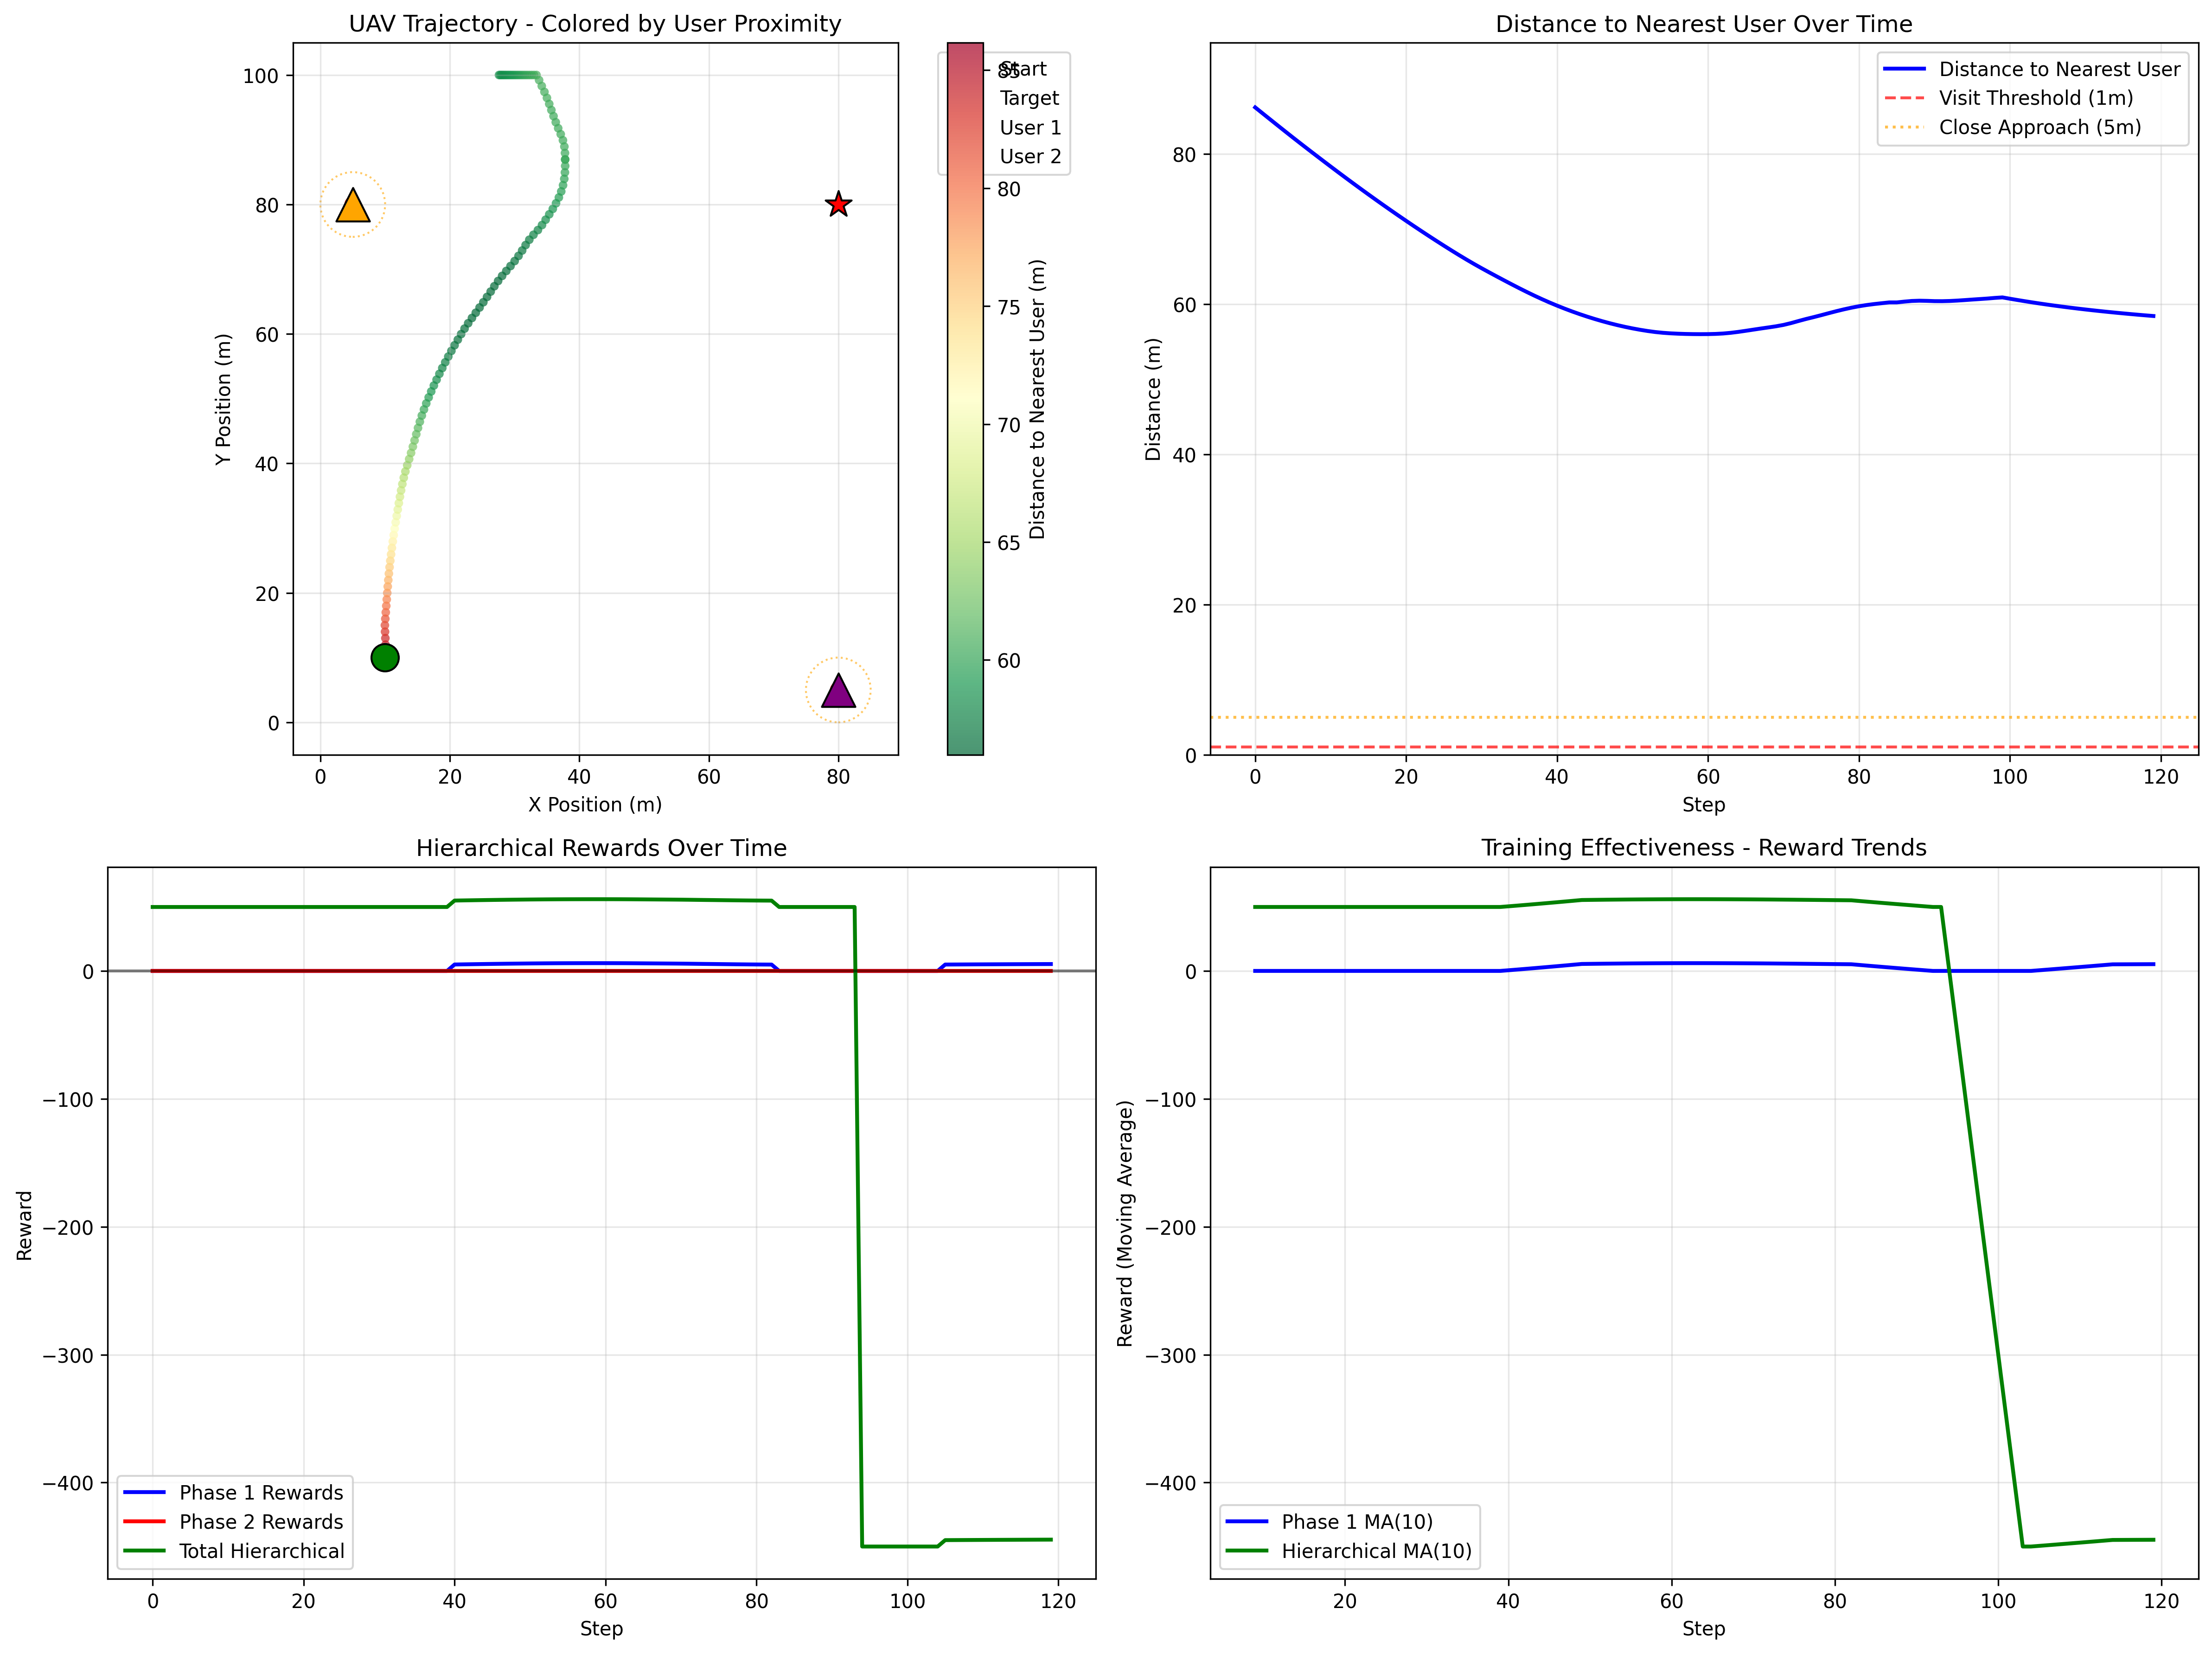 UAV Trajectory - Colored by User Proximity
100
80
60
40
20
0
Y Position (m)
0
20
40
60
80
X Position (m)
85
80
75
70
65
60
Distance to Nearest User (m)
Start
Target
User 1
User 2
Distance to Nearest User Over Time
Distance to Nearest User
Visit Threshold (1m)
Close Approach (5m)
80
60
40
20
0
Distance (m)
0
20
40
60
80
100
120
Step
Hierarchical Rewards Over Time
0
−100
−200
−300
−400
Reward
Phase 1 Rewards
Phase 2 Rewards
Total Hierarchical
0
20
40
60
80
100
120
Step
Training Effectiveness - Reward Trends
0
−100
−200
−300
−400
Reward (Moving Average)
Phase 1 MA(10)
Hierarchical MA(10)
20
40
60
80
100
120
Step